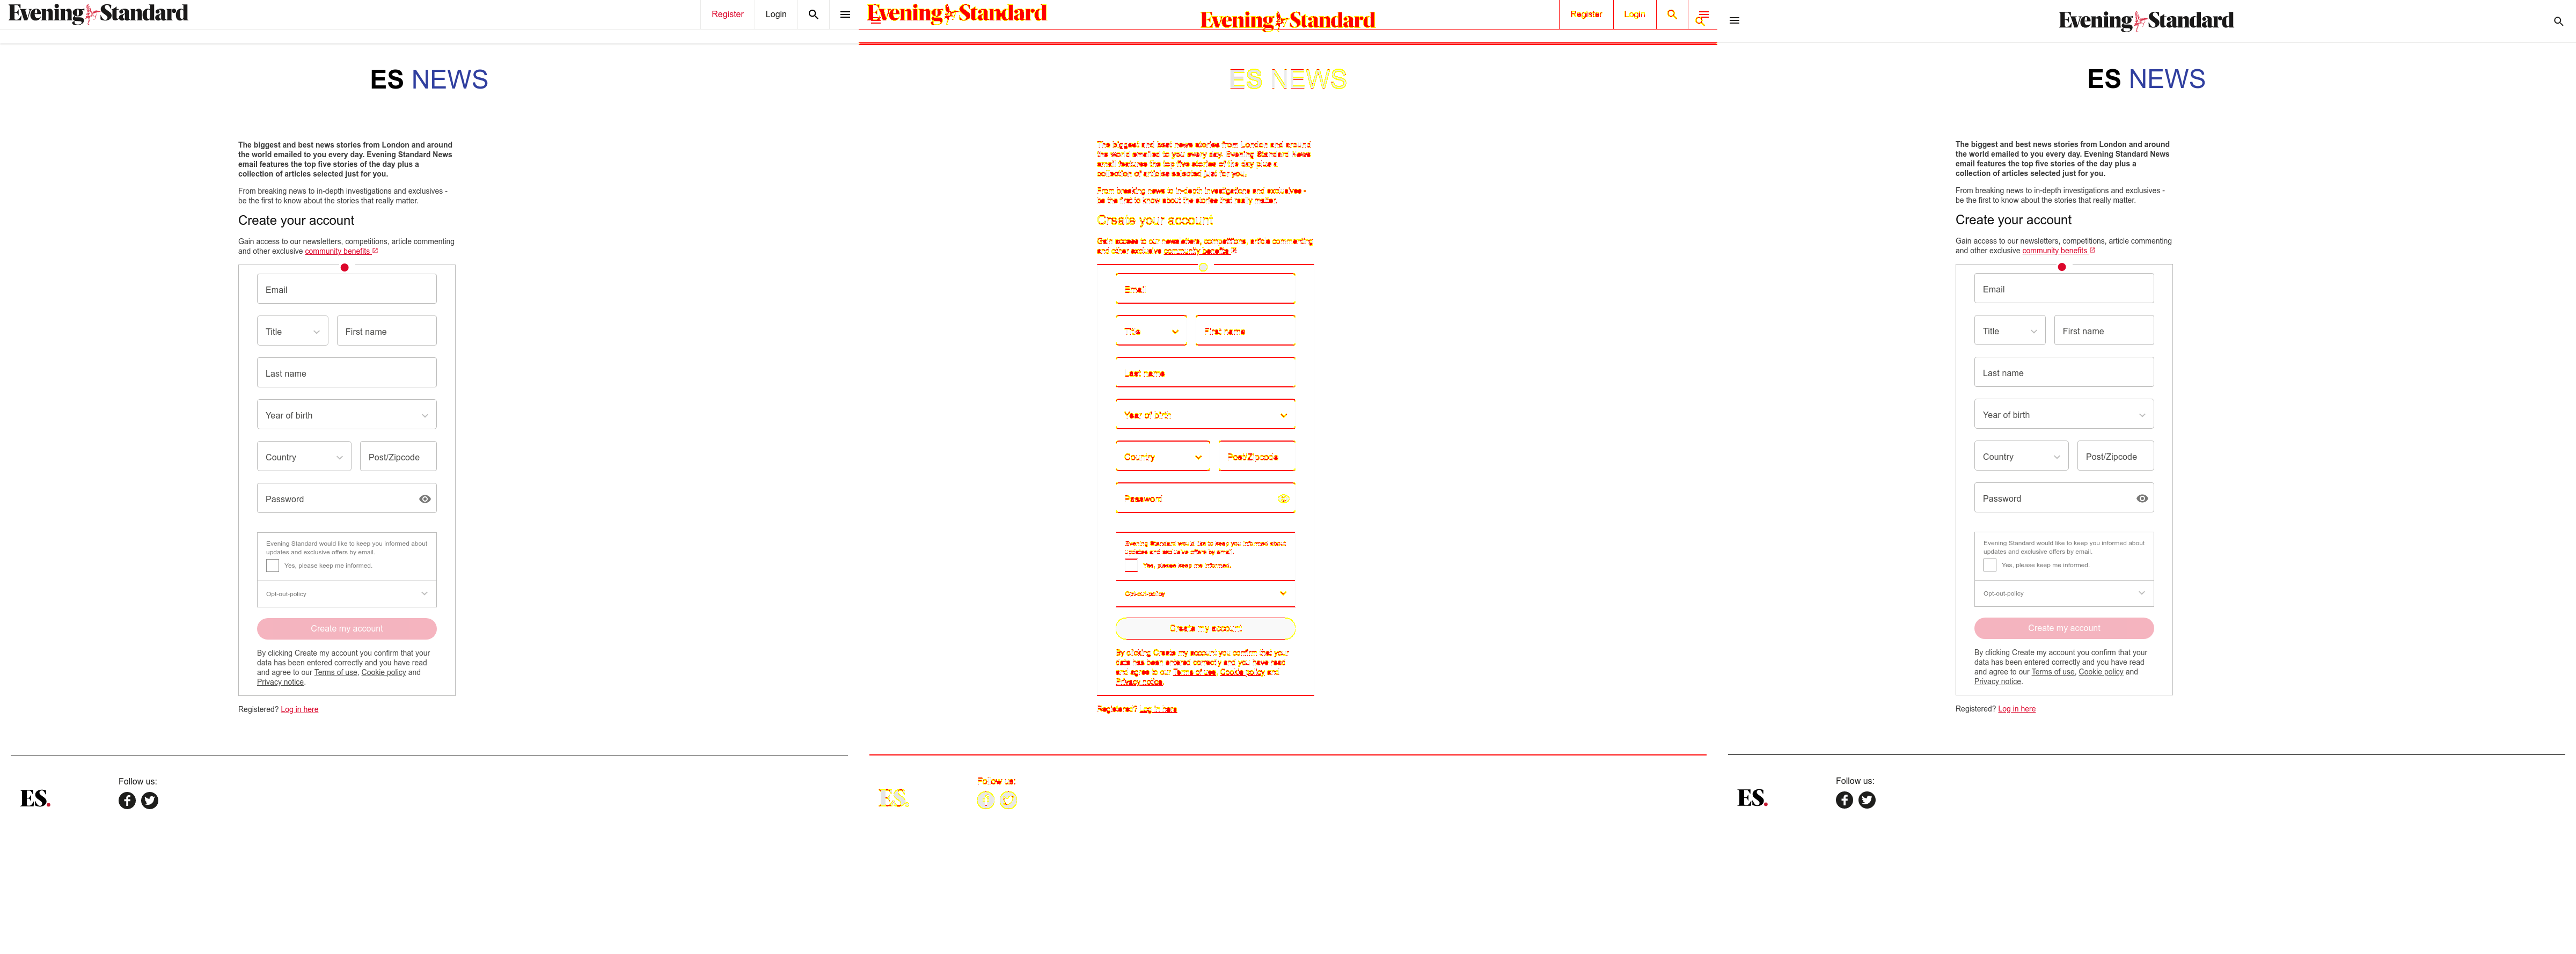 Evening Standard
Register
Login
ES NEWS
The biggest and best news stories from London and around
the world emailed to you every day. Evening Standard News
email features the top five stories of the day plus a
collection of articles selected just for you.
From breaking news to in-depth investigations and exclusives -
be the first to know about the stories that really matter.
Create your account
Gain access to our newsletters, competitions, article commenting
and other exclusive community benefits
Email
Title
First name
Last name
Year of birth
Country
Post/Zipcode
Password
Evening Standard would like to keep you informed about
updates and exclusive offers by email.
Yes, please keep me informed.
Opt-out-policy
Create my account
By clicking Create my account you confirm that your
data has been entered correctly and you have read
and agree to our Terms of use, Cookie policy and
Privacy notice.
Registered? Log in here
ES.
Follow us:
Evening Standard
Evening Standard
Register
Login
ES NEWS
The biggest and best news stories from London and around
the world emailed to you every day. Evening Standard News
email features the top five stories of the day plus a
collection of articles selected just for you.
From breaking news to in-depth investigations and exclusives -
be the first to know about the stories that really matter.
Create your account
Gain access to our newsletters, competitions, article commenting
and other exclusive community benefits
Email
Title
First name
Last name
Year of birth
Country
Post/Zipcode
Password
Evening Standard would like to keep you informed about
updates and exclusive offers by email.
Yes, please keep me informed.
Opt-out-policy
Create my account
By clicking Create my account you confirm that your
data has been entered correctly and you have read
and agree to our Terms of use, Cookie policy and
Privacy notice.
Registered? Log in here
ES.
Follow us:
Evening Standard
ES NEWS
The biggest and best news stories from London and around
the world emailed to you every day. Evening Standard News
email features the top five stories of the day plus a
collection of articles selected just for you.
From breaking news to in-depth investigations and exclusives -
be the first to know about the stories that really matter.
Create your account
Gain access to our newsletters, competitions, article commenting
and other exclusive community benefits
Email
Title
First name
Last name
Year of birth
Country
Post/Zipcode
Password
Evening Standard would like to keep you informed about
updates and exclusive offers by email.
Yes, please keep me informed.
Opt-out-policy
Create my account
By clicking Create my account you confirm that your
data has been entered correctly and you have read
and agree to our Terms of use, Cookie policy and
Privacy notice.
Registered? Log in here
ES.
Follow us: